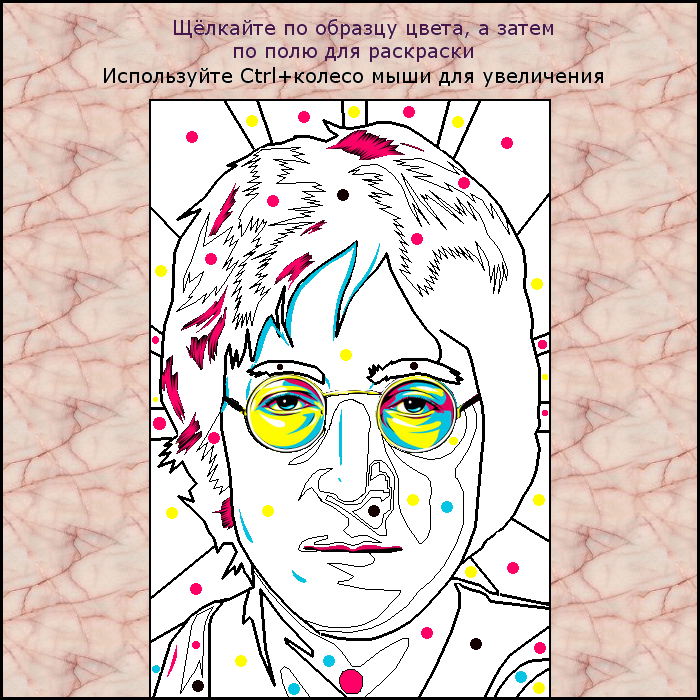 Щёлкайте по образцу цвета, а затем
по полю для раскраски
Используйте Ctrl+колесо мыши для увеличения